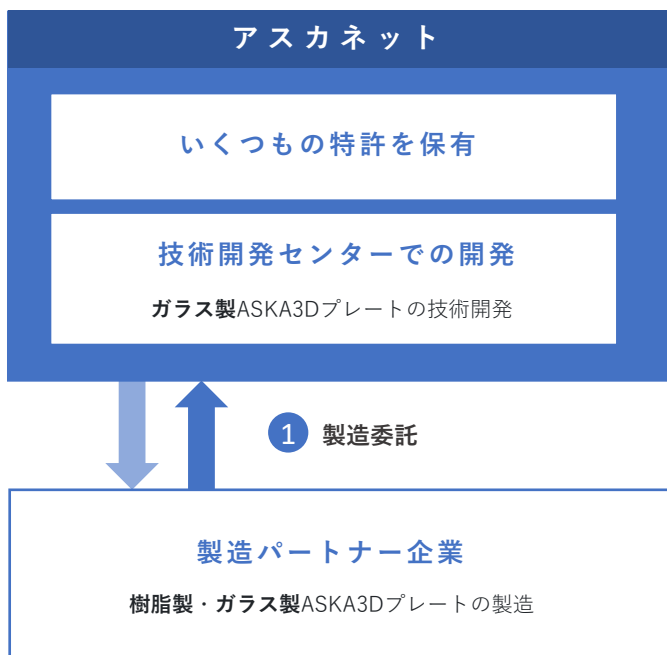 アスカネット
いくつもの特許を保有
技術開発センターでの開発
ガラス製ASKA3Dプレートの技術開発
1 製造委託
製造パートナー企業
樹脂製・ガラス製ASKA3Dプレートの製造